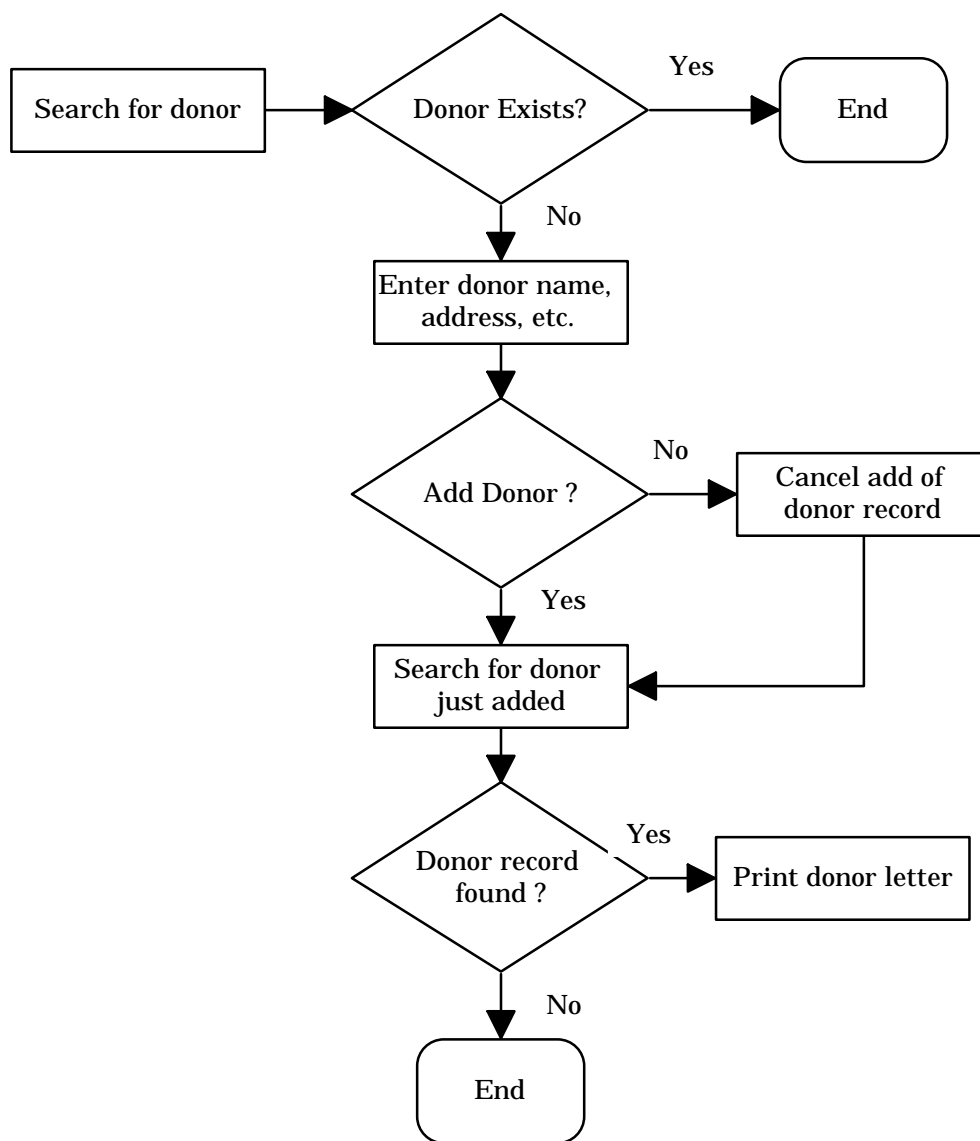 Yes
Search for donor
Donor Exists?
End
No
Enter donor name,
address, etc.
No
Add Donor ?
Cancel add of
donor record
Yes
Search for donor
just added
Yes
Donor record
found ?
Print donor letter
No
End